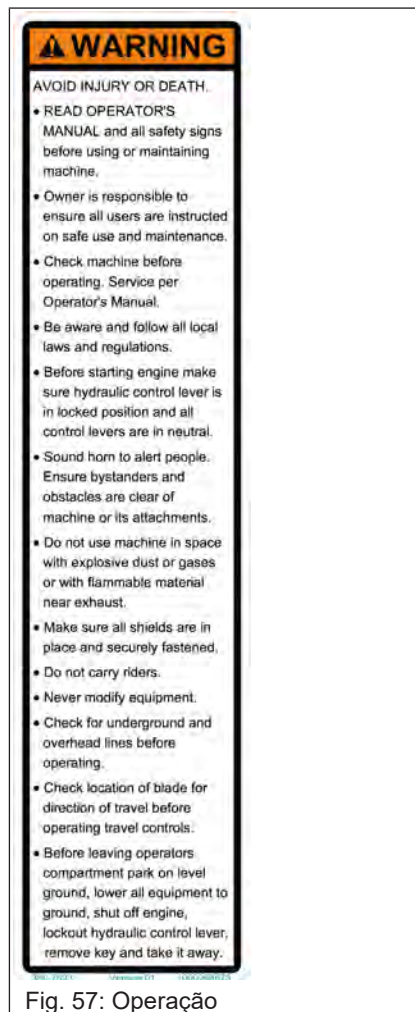 WARNING
AVOID INJURY OR DEATH.
• READ OPERATOR'S
MANUAL and all safety signs
before using or maintaining
machine.
• Owner is responsible to
ensure all users are instructed
on safe use and maintenance.
• Check machine before
operating. Service per
Operator's Manual.
• Be aware and follow all local
laws and regulations.
• Before starting engine make
sure hydraulic control lever is
in locked position and all
control levers are in neutral.
• Sound horn to alert people.
Ensure bystanders and
obstacles are clear of
machine or its attachments.
• Do not use machine in space
with explosive dust or gases
or with flammable material
near exhaust.
• Make sure all shields are in
place and securely fastened.
• Do not carry riders.
• Never modify equipment.
• Check for underground and
overhead lines before
operating.
• Check location of blade for
direction of travel before
operating travel controls.
• Before leaving operators
compartment park on level
ground, lower all equipment to
ground, shut off engine,
lockout hydraulic control lever,
remove key and take it away.
Fig. 57: Operação